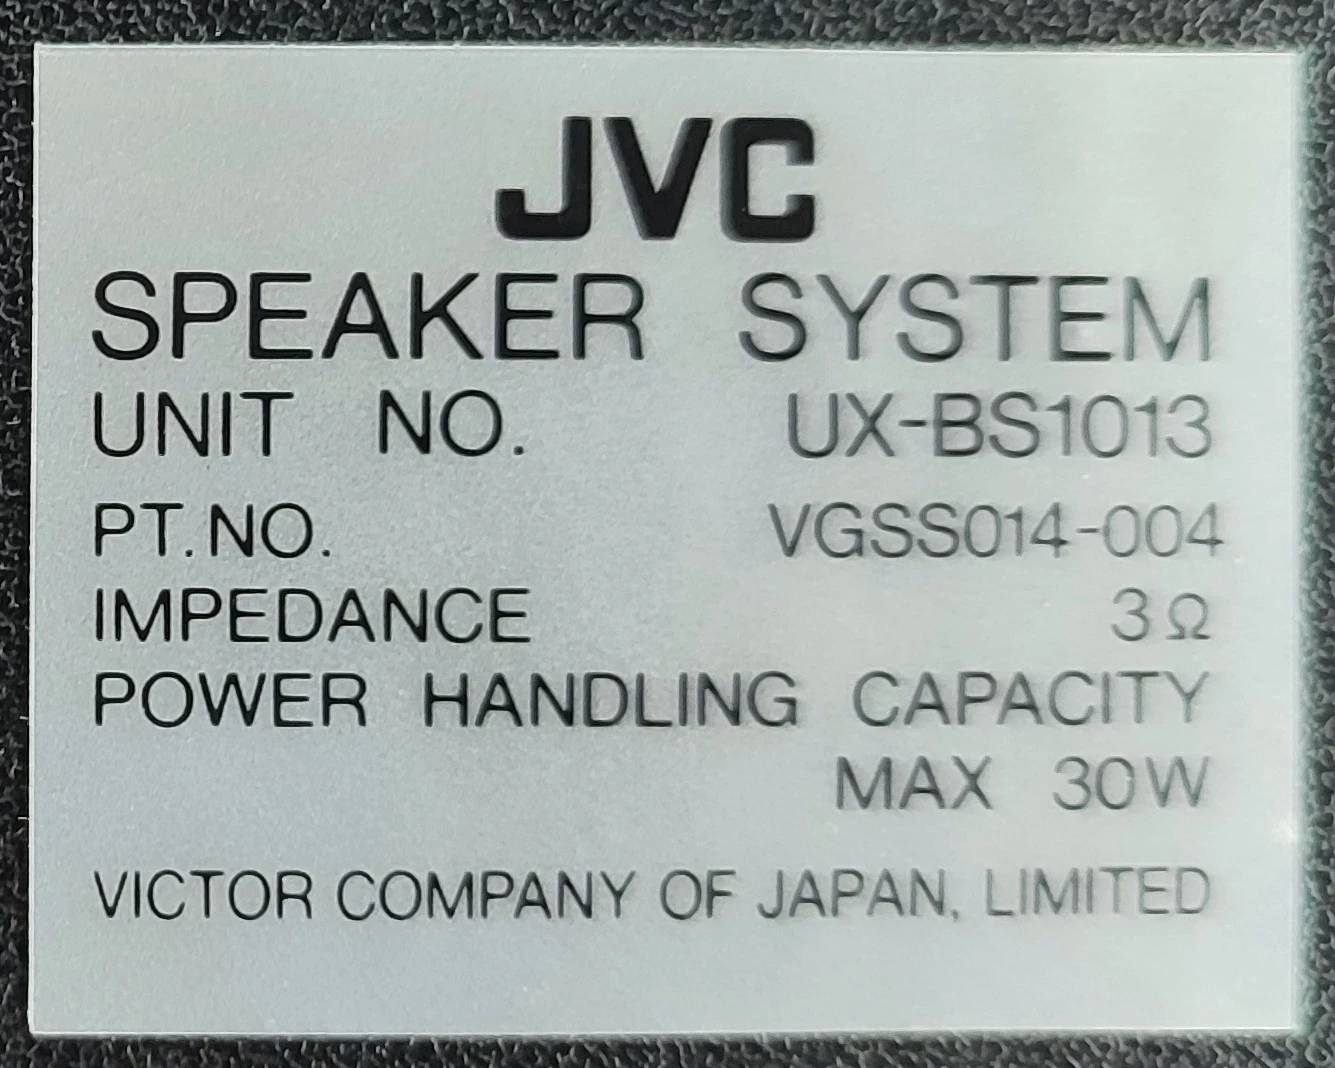 JVC
SPEAKER SYSTEM
UNIT NO. UX-BS1013
PT.NO. VGSS014-004
IMPEDANCE 3Ω
POWER HANDLING CAPACITY
MAX 30W
VICTOR COMPANY OF JAPAN, LIMITED